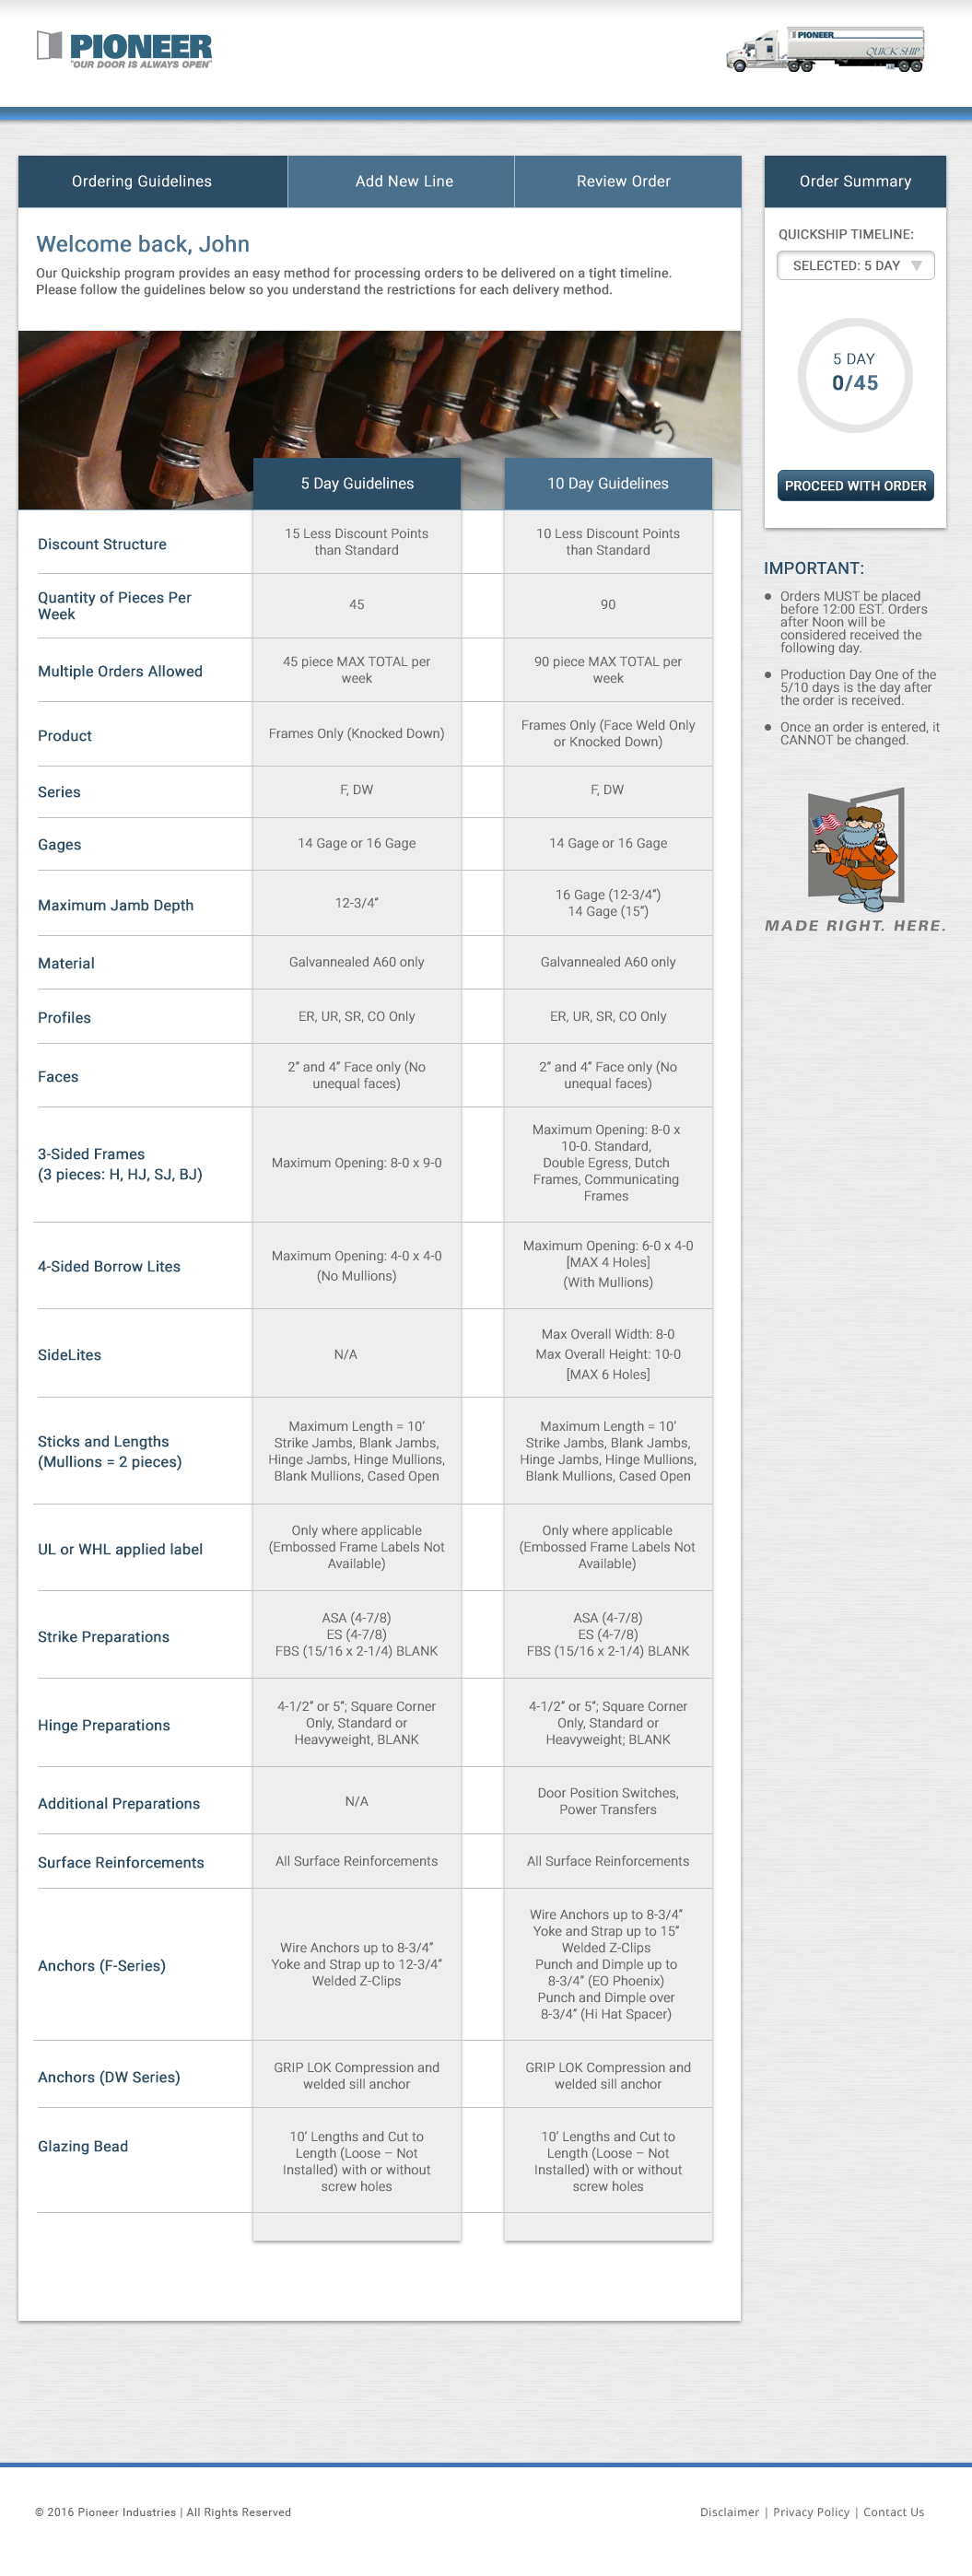 PIONEER
"OUR DOOR IS ALWAYS OPEN"
PIONEER
QUICK SHIP
Ordering Guidelines
Add New Line
Review Order
Order Summary
Welcome back, John
Our Quickship program provides an easy method for processing orders to be delivered on a tight timeline.
Please follow the guidelines below so you understand the restrictions for each delivery method.
QUICKSHIP TIMELINE:
SELECTED: 5 DAY
5 DAY
0/45
PROCEED WITH ORDER
5 Day Guidelines
10 Day Guidelines
Discount Structure
15 Less Discount Points
than Standard
10 Less Discount Points
than Standard
Quantity of Pieces Per
Week
45
90
Multiple Orders Allowed
45 piece MAX TOTAL per
week
90 piece MAX TOTAL per
week
Product
Frames Only (Knocked Down)
Frames Only (Face Weld Only
or Knocked Down)
Series
F, DW
F, DW
Gages
14 Gage or 16 Gage
14 Gage or 16 Gage
Maximum Jamb Depth
12-3/4”
16 Gage (12-3/4”)
14 Gage (15”)
Material
Galvannealed A60 only
Galvannealed A60 only
Profiles
ER, UR, SR, CO Only
ER, UR, SR, CO Only
Faces
2” and 4” Face only (No
unequal faces)
2” and 4” Face only (No
unequal faces)
3-Sided Frames
(3 pieces: H, HJ, SJ, BJ)
Maximum Opening: 8-0 x 9-0
Maximum Opening: 8-0 x
10-0. Standard,
Double Egress, Dutch
Frames, Communicating
Frames
4-Sided Borrow Lites
Maximum Opening: 4-0 x 4-0
(No Mullions)
Maximum Opening: 6-0 x 4-0
[MAX 4 Holes]
(With Mullions)
SideLites
N/A
Max Overall Width: 8-0
Max Overall Height: 10-0
[MAX 6 Holes]
Sticks and Lengths
(Mullions = 2 pieces)
Maximum Length = 10’
Strike Jambs, Blank Jambs,
Hinge Jambs, Hinge Mullions,
Blank Mullions, Cased Open
Maximum Length = 10’
Strike Jambs, Blank Jambs,
Hinge Jambs, Hinge Mullions,
Blank Mullions, Cased Open
UL or WHL applied label
Only where applicable
(Embossed Frame Labels Not
Available)
Only where applicable
(Embossed Frame Labels Not
Available)
Strike Preparations
ASA (4-7/8)
ES (4-7/8)
FBS (15/16 x 2-1/4) BLANK
ASA (4-7/8)
ES (4-7/8)
FBS (15/16 x 2-1/4) BLANK
Hinge Preparations
4-1/2” or 5”; Square Corner
Only, Standard or
Heavyweight, BLANK
4-1/2” or 5”; Square Corner
Only, Standard or
Heavyweight; BLANK
Additional Preparations
N/A
Door Position Switches,
Power Transfers
Surface Reinforcements
All Surface Reinforcements
All Surface Reinforcements
Anchors (F-Series)
Wire Anchors up to 8-3/4”
Yoke and Strap up to 12-3/4”
Welded Z-Clips
Wire Anchors up to 8-3/4”
Yoke and Strap up to 15”
Welded Z-Clips
Punch and Dimple up to
8-3/4” (EO Phoenix)
Punch and Dimple over
8-3/4” (Hi Hat Spacer)
Anchors (DW Series)
GRIP LOK Compression and
welded sill anchor
GRIP LOK Compression and
welded sill anchor
Glazing Bead
10’ Lengths and Cut to
Length (Loose – Not
Installed) with or without
screw holes
10’ Lengths and Cut to
Length (Loose – Not
Installed) with or without
screw holes
IMPORTANT:
Orders MUST be placed
before 12:00 EST. Orders
after Noon will be
considered received the
following day.
Production Day One of the
5/10 days is the day after
the order is received.
Once an order is entered, it
CANNOT be changed.
MADE RIGHT. HERE.
© 2016 Pioneer Industries | All Rights Reserved
Disclaimer | Privacy Policy | Contact Us